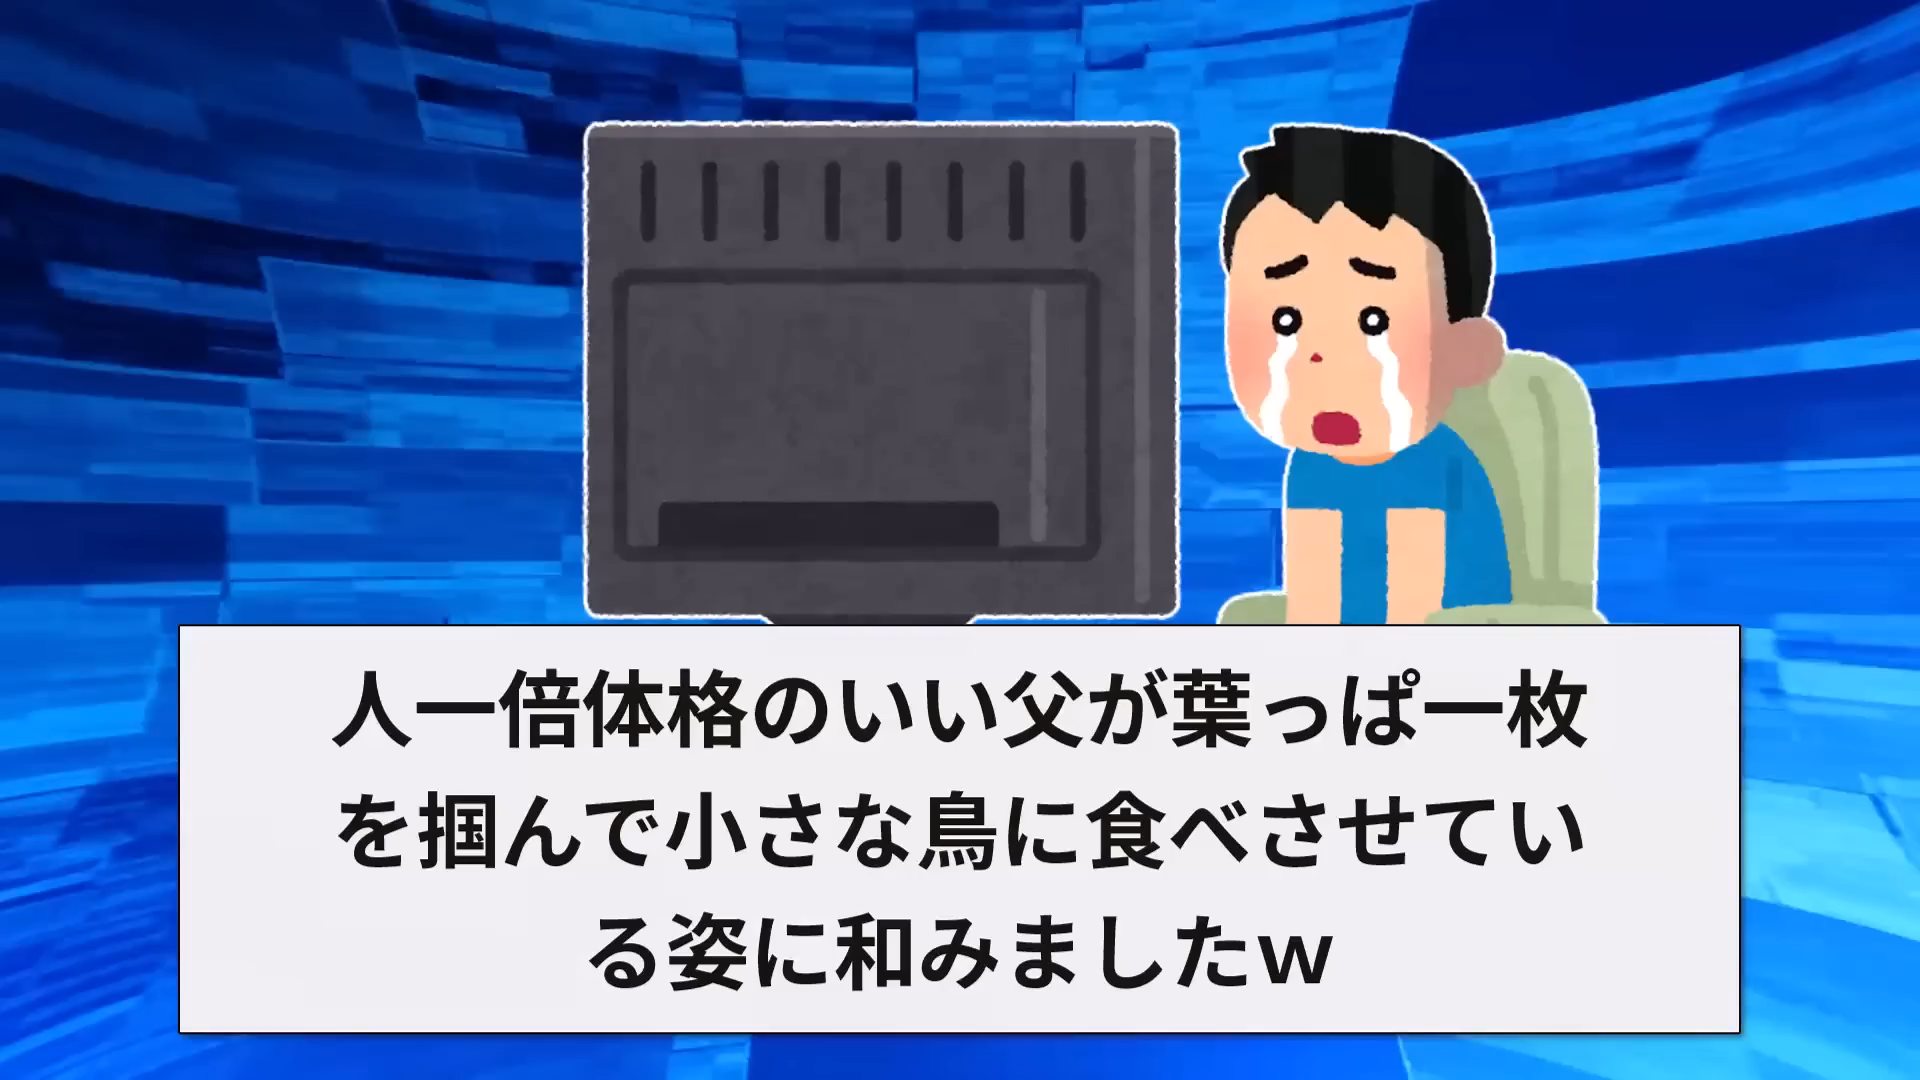 人一倍体格のいい父が葉っぱ一枚
を掴んで小さな鳥に食べさせてい
る姿に和みましたw